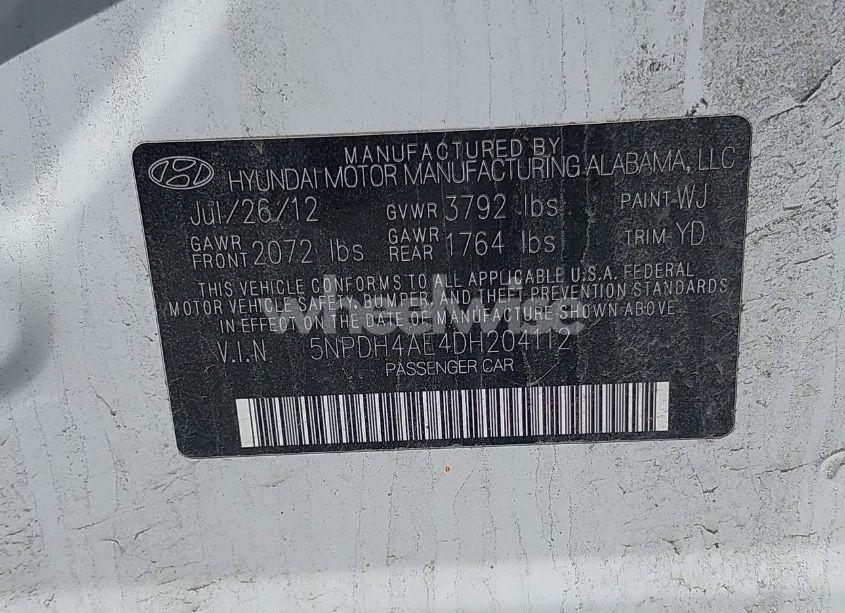 MANUFACTURED BY
HYUNDAI MOTOR MANUFACTURING ALABAMA, LLC
Jul/26/12 GVWR 3792 lbs PAINT WJ
GAWR FRONT 2072 lbs GAWR REAR 1764 lbs TRIM YD
THIS VEHICLE CONFORMS TO ALL APPLICABLE U.S.A. FEDERAL
MOTOR VEHICLE SAFETY, BUMPER, AND THEFT PREVENTION STANDARDS
IN EFFECT ON THE DATE OF MANUFACTURE SHOWN ABOVE.
wheelwise
V.I.N. 5NPDH4AE4DH204112
PASSENGER CAR